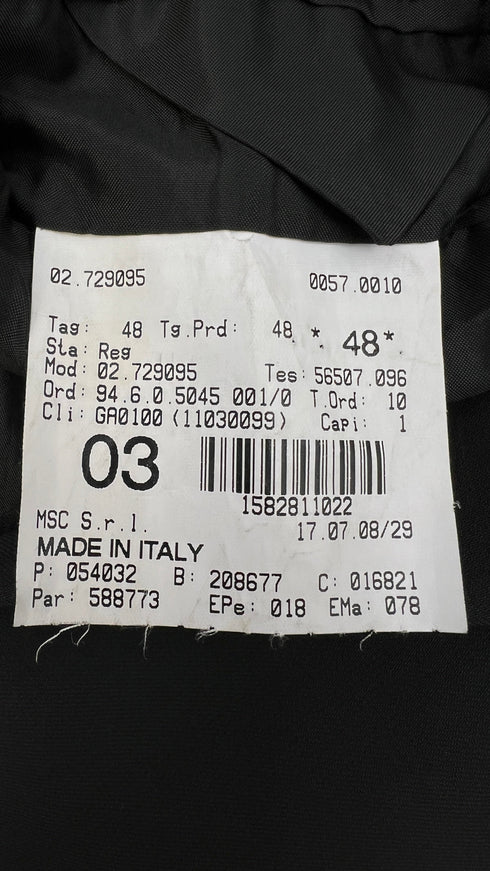 02.729095 0057.0010
Tag: 48 Tg.Prd: 48 * 48*
Sta: Reg
Mod: 02.729095 Tes: 56507.096
Ord: 94.6.0.5045 001/0 T.Ord: 10
Cli: GA0100 (11030099) Capi: 1
03
1582811022
MSC S.r.l. 17.07.08/29
MADE IN ITALY
P: 054032 B: 208677 C: 016821
Par: 588773 EPe: 018 EMa: 078